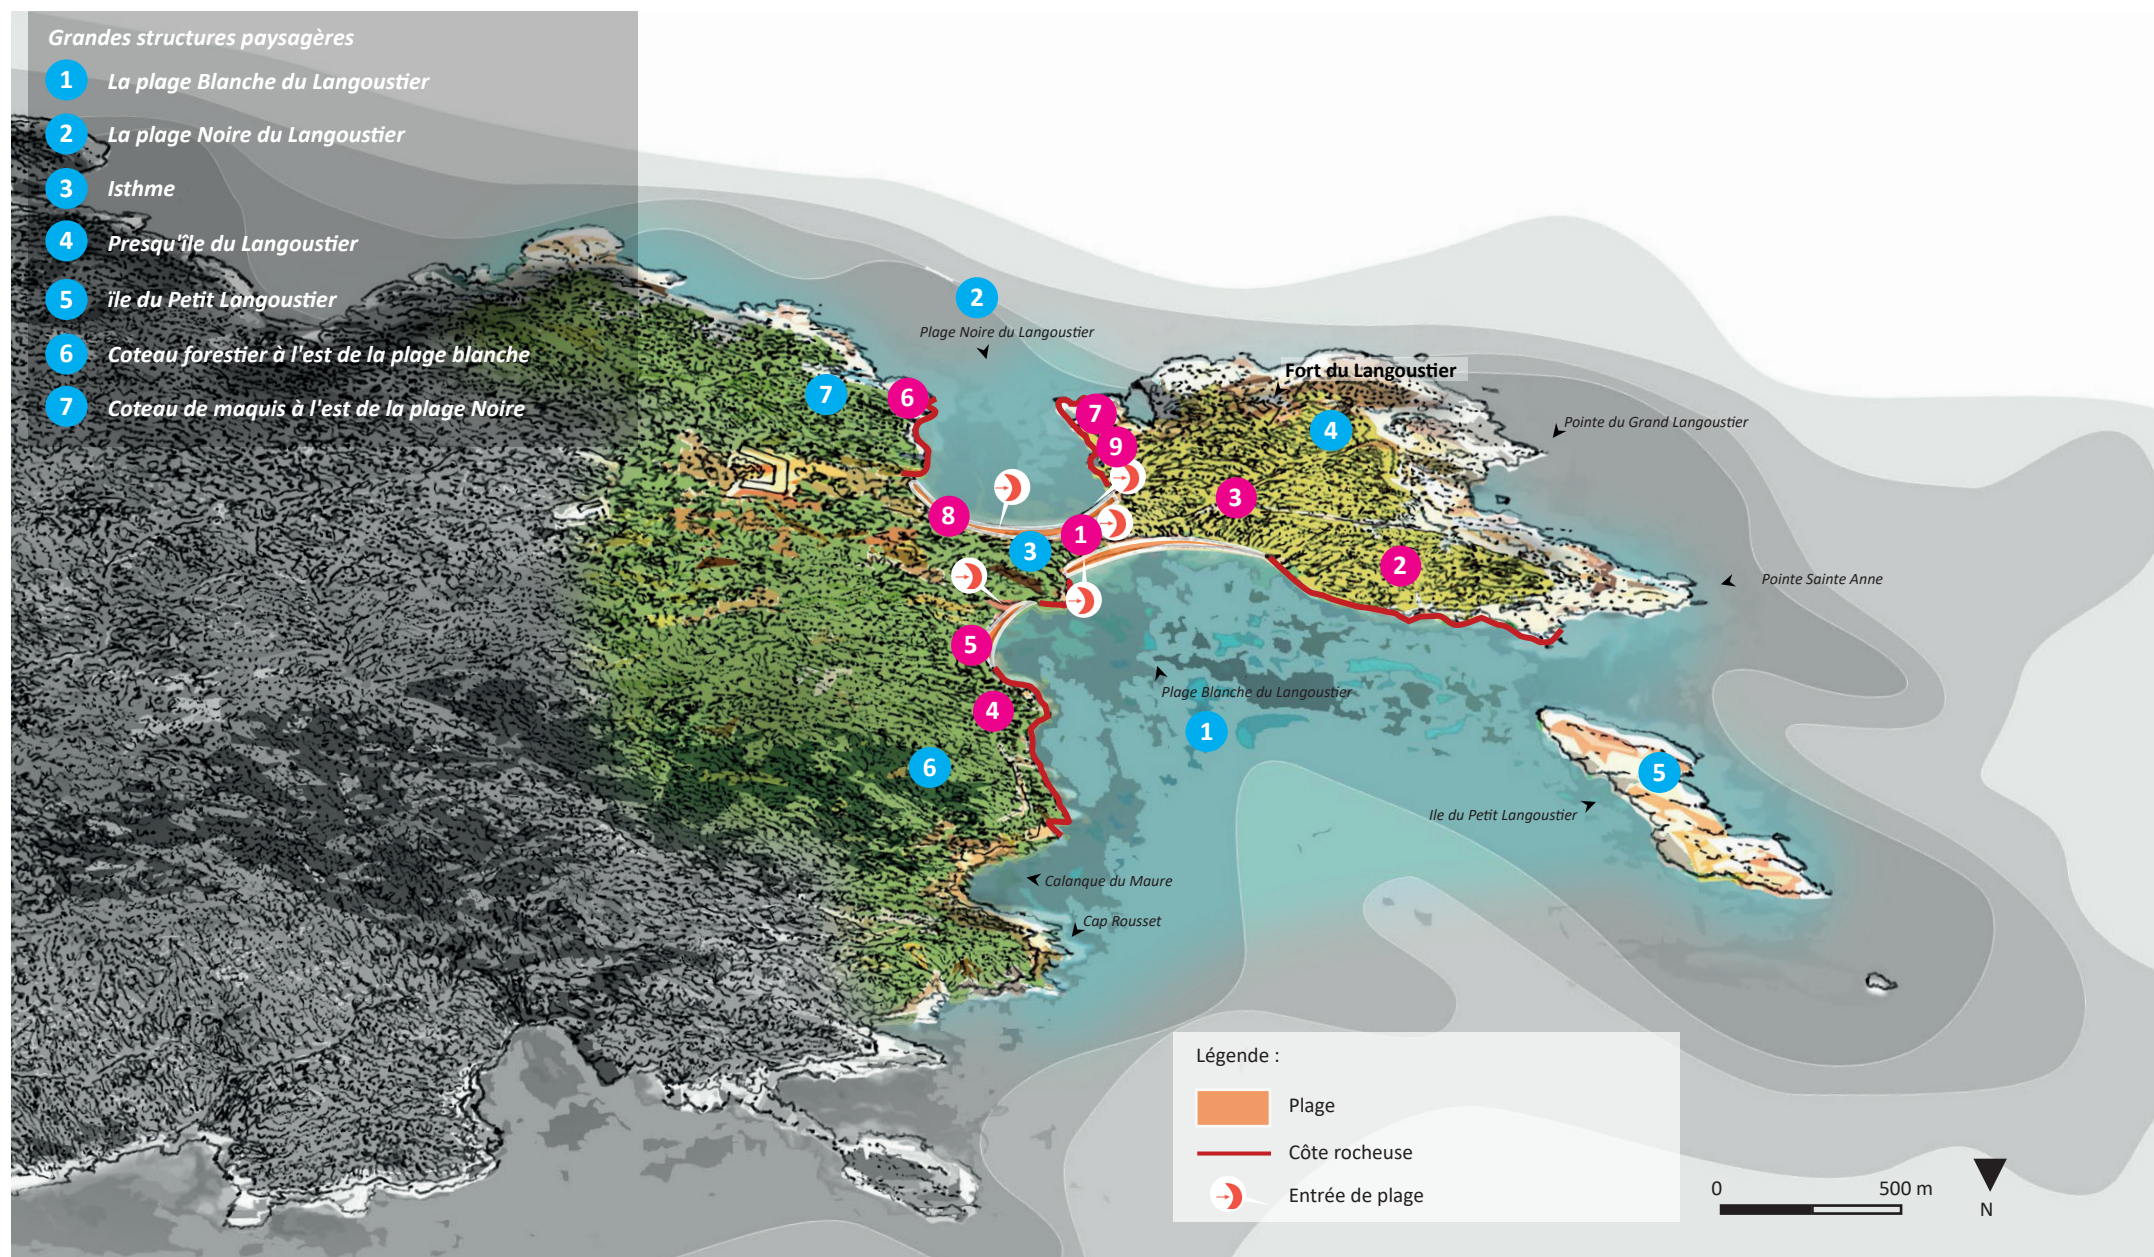 Grandes structures paysagères
1 La plage Blanche du Langoustier
2 La plage Noire du Langoustier
3 Isthme
4 Presqu'île du Langoustier
5 ïle du Petit Langoustier
6 Coteau forestier à l'est de la plage blanche
7 Coteau de maquis à l'est de la plage Noire
2
Plage Noire du Langoustier
Fort du Langoustier
7
6
7
4
Pointe du Grand Langoustier
9
3
8
1
3
2
Pointe Sainte Anne
5
Plage Blanche du Langoustier
4
1
6
5
Ile du Petit Langoustier
Calanque du Maure
Cap Rousset
Légende :
Plage
Côte rocheuse
Entrée de plage
0 500 m
N